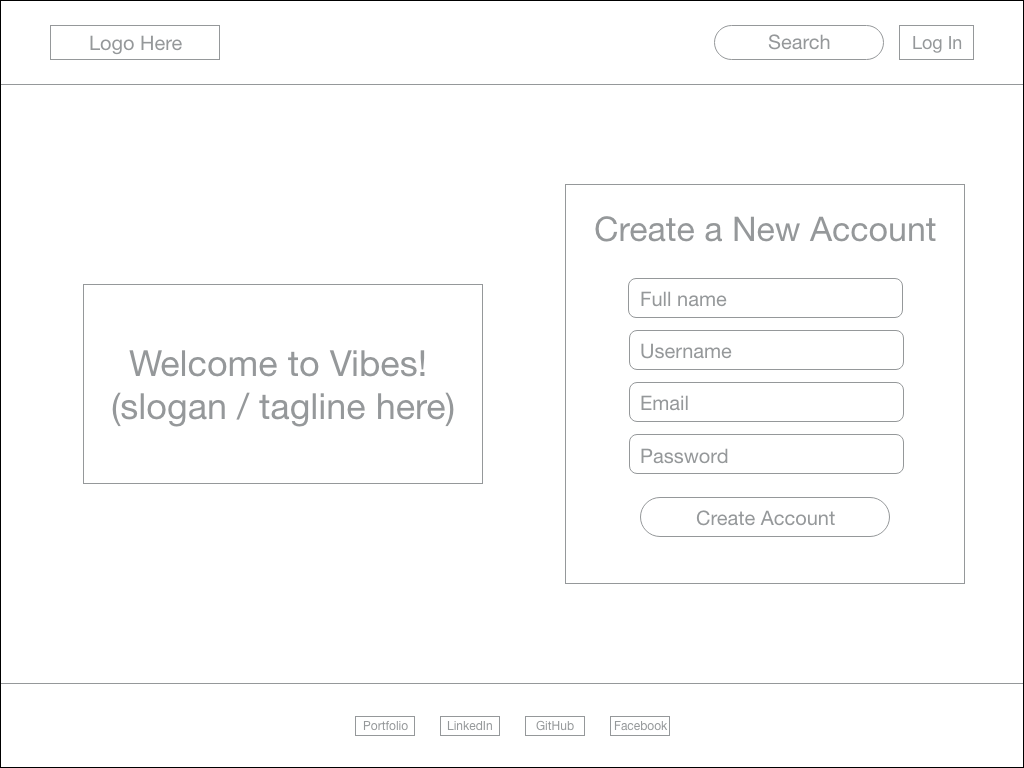 Logo Here
Search
Log In
Welcome to Vibes!
(slogan / tagline here)
Create a New Account
Full name
Username
Email
Password
Create Account
Portfolio
LinkedIn
GitHub
Facebook